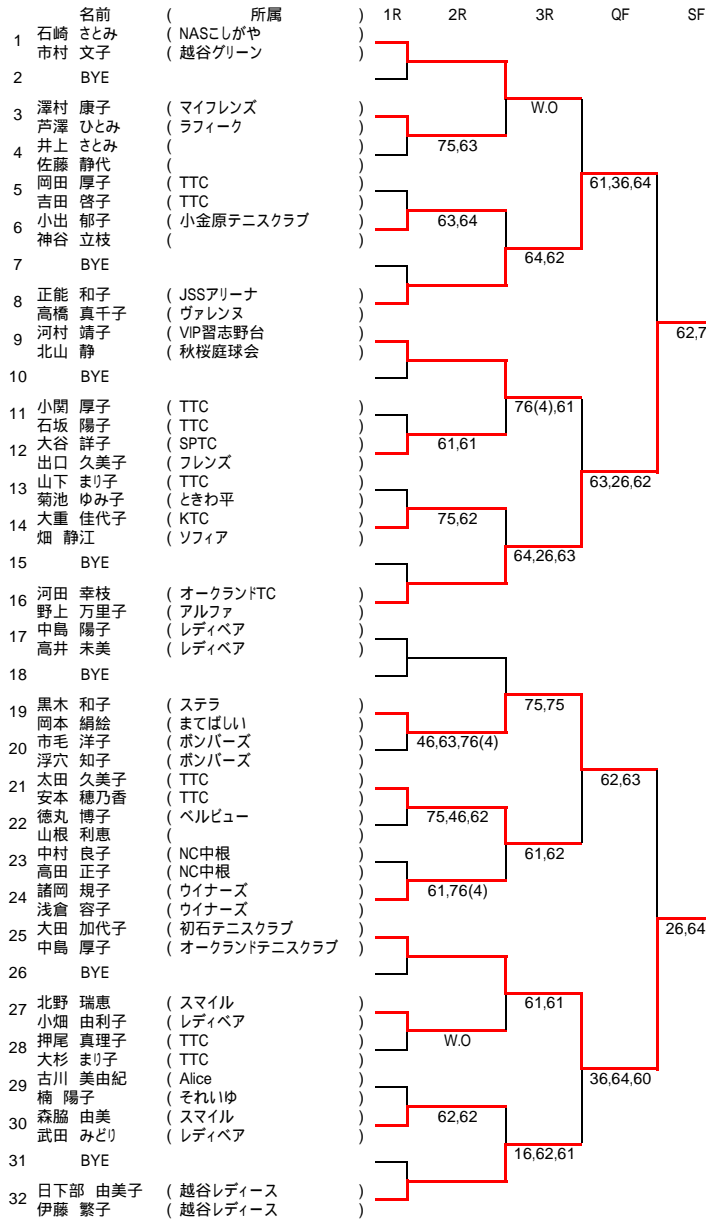 名前 ( 所属 ) 1R 2R 3R QF SF
1 石崎 さとみ ( NASこしがや )
市村 文子 ( 越谷グリーン )
2 BYE
3 澤村 康子 ( マイフレンズ )
芦澤 ひとみ ( ラフィーク )
4 井上 さとみ ( )
佐藤 静代 ( )
5 岡田 厚子 ( TTC )
吉田 啓子 ( TTC )
6 小出 郁子 ( 小金原テニスクラブ )
神谷 立枝 ( )
7 BYE
8 正能 和子 ( JSSアリーナ )
高橋 真千子 ( ヴァレンヌ )
9 河村 靖子 ( VIP習志野台 )
北山 静 ( 秋桜庭球会 )
10 BYE
11 小関 厚子 ( TTC )
石坂 陽子 ( TTC )
12 大谷 詳子 ( SPTC )
出口 久美子 ( フレンズ )
13 山下 まり子 ( TTC )
菊池 ゆみ子 ( ときわ平 )
14 大重 佳代子 ( KTC )
畑 静江 ( ソフィア )
15 BYE
16 河田 幸枝 ( オークランドTC )
野上 万里子 ( アルファ )
17 中島 陽子 ( レディベア )
高井 未美 ( レディベア )
18 BYE
19 黒木 和子 ( ステラ )
岡本 絹絵 ( まてばしい )
20 市毛 洋子 ( ボンバーズ )
浮穴 知子 ( ボンバーズ )
21 太田 久美子 ( TTC )
安本 穂乃香 ( TTC )
22 徳丸 博子 ( ベルビュー )
山根 利恵 ( )
23 中村 良子 ( NC中根 )
高田 正子 ( NC中根 )
24 諸岡 規子 ( ウイナーズ )
浅倉 容子 ( ウイナーズ )
25 大田 加代子 ( 初石テニスクラブ )
中島 厚子 ( オークランドテニスクラブ )
26 BYE
27 北野 瑞恵 ( スマイル )
小畑 由利子 ( レディベア )
28 押尾 真理子 ( TTC )
大杉 まり子 ( TTC )
29 古川 美由紀 ( Alice )
楠 陽子 ( それいゆ )
30 森脇 由美 ( スマイル )
武田 みどり ( レディベア )
31 BYE
32 日下部 由美子 ( 越谷レディース )
伊藤 繁子 ( 越谷レディース )
W.O
75,63
61,36,64
63,64
64,62
62,7
76(4),61
61,61
63,26,62
75,62
64,26,63
75,75
46,63,76(4)
62,63
75,46,62
61,62
61,76(4)
26,64
61,61
W.O
36,64,60
62,62
16,62,61